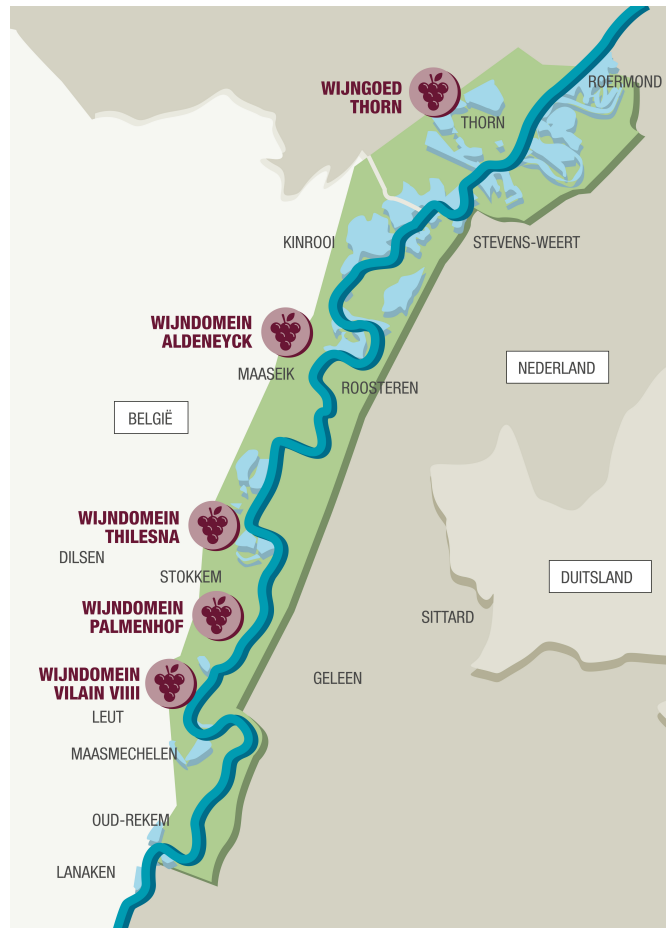 ROERMOND
WIJNGOED
THORN
THORN
KINROOI
STEVENS-WEERT
WIJNDOMEIN
ALDENEYCK
MAASEIK
NEDERLAND
ROOSTEREN
BELGIË
WIJNDOMEIN
THILESNA
DILSEN
STOKKEM
DUITSLAND
WIJNDOMEIN
PALMENHOF
SITTARD
WIJNDOMEIN
VILAIN VIIII
GELEEN
LEUT
MAASMECHELEN
OUD-REKEM
LANAKEN